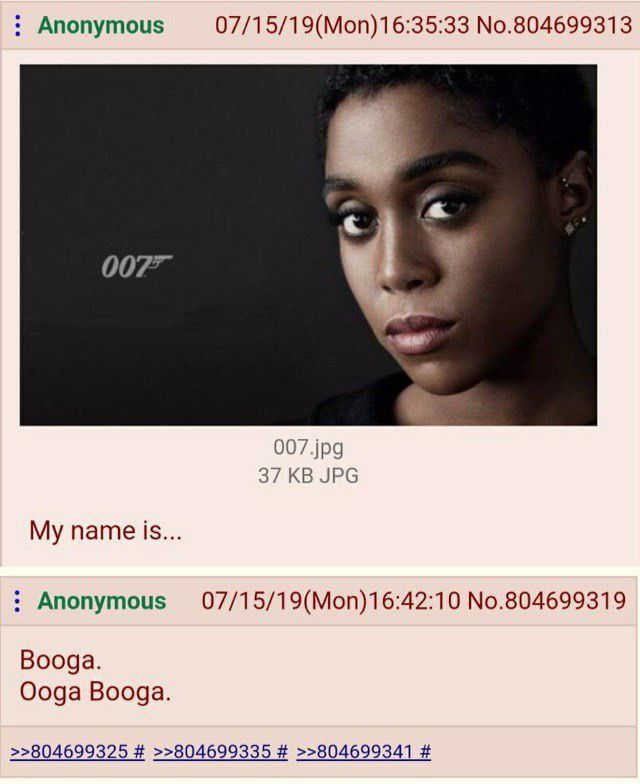 Anonymous 07/15/19(Mon)16:35:33 No.804699313
007
007.jpg
37 KB JPG
My name is...
Anonymous 07/15/19(Mon)16:42:10 No.804699319
Booga.
Ooga Booga.
>>804699325 # >>804699335 # >>804699341 #